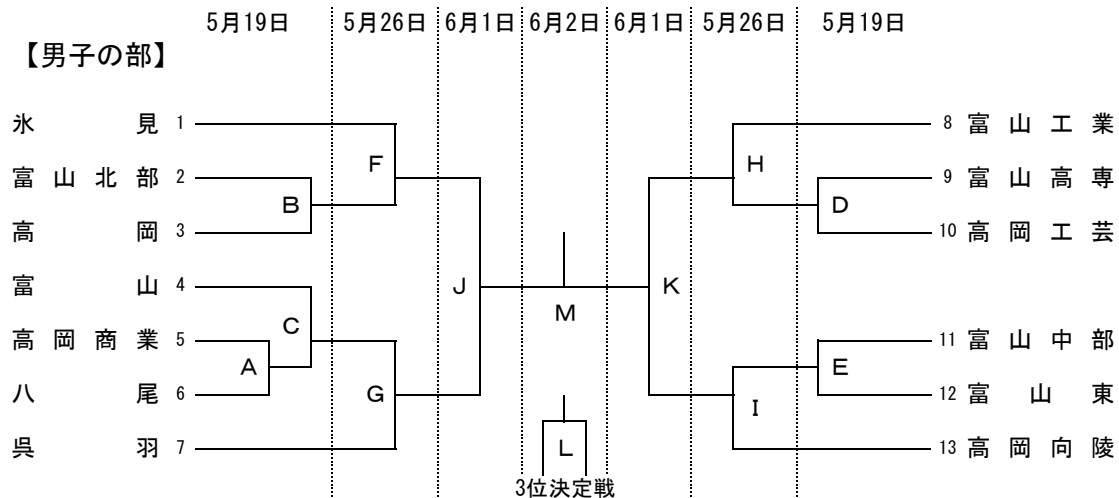 5月19日 5月26日 6月1日 6月2日 6月1日 5月26日 5月19日
【男子の部】
氷見 1 8 富山工業
F H
富山北部 2 9 富山高専
B D
高岡 3 10 高岡工芸
富山 4
J K
M
C
高岡商業 5 11 富山中部
A E
八尾 6 12 富山東
G I
呉羽 7 13 高岡向陵
L
3位決定戦